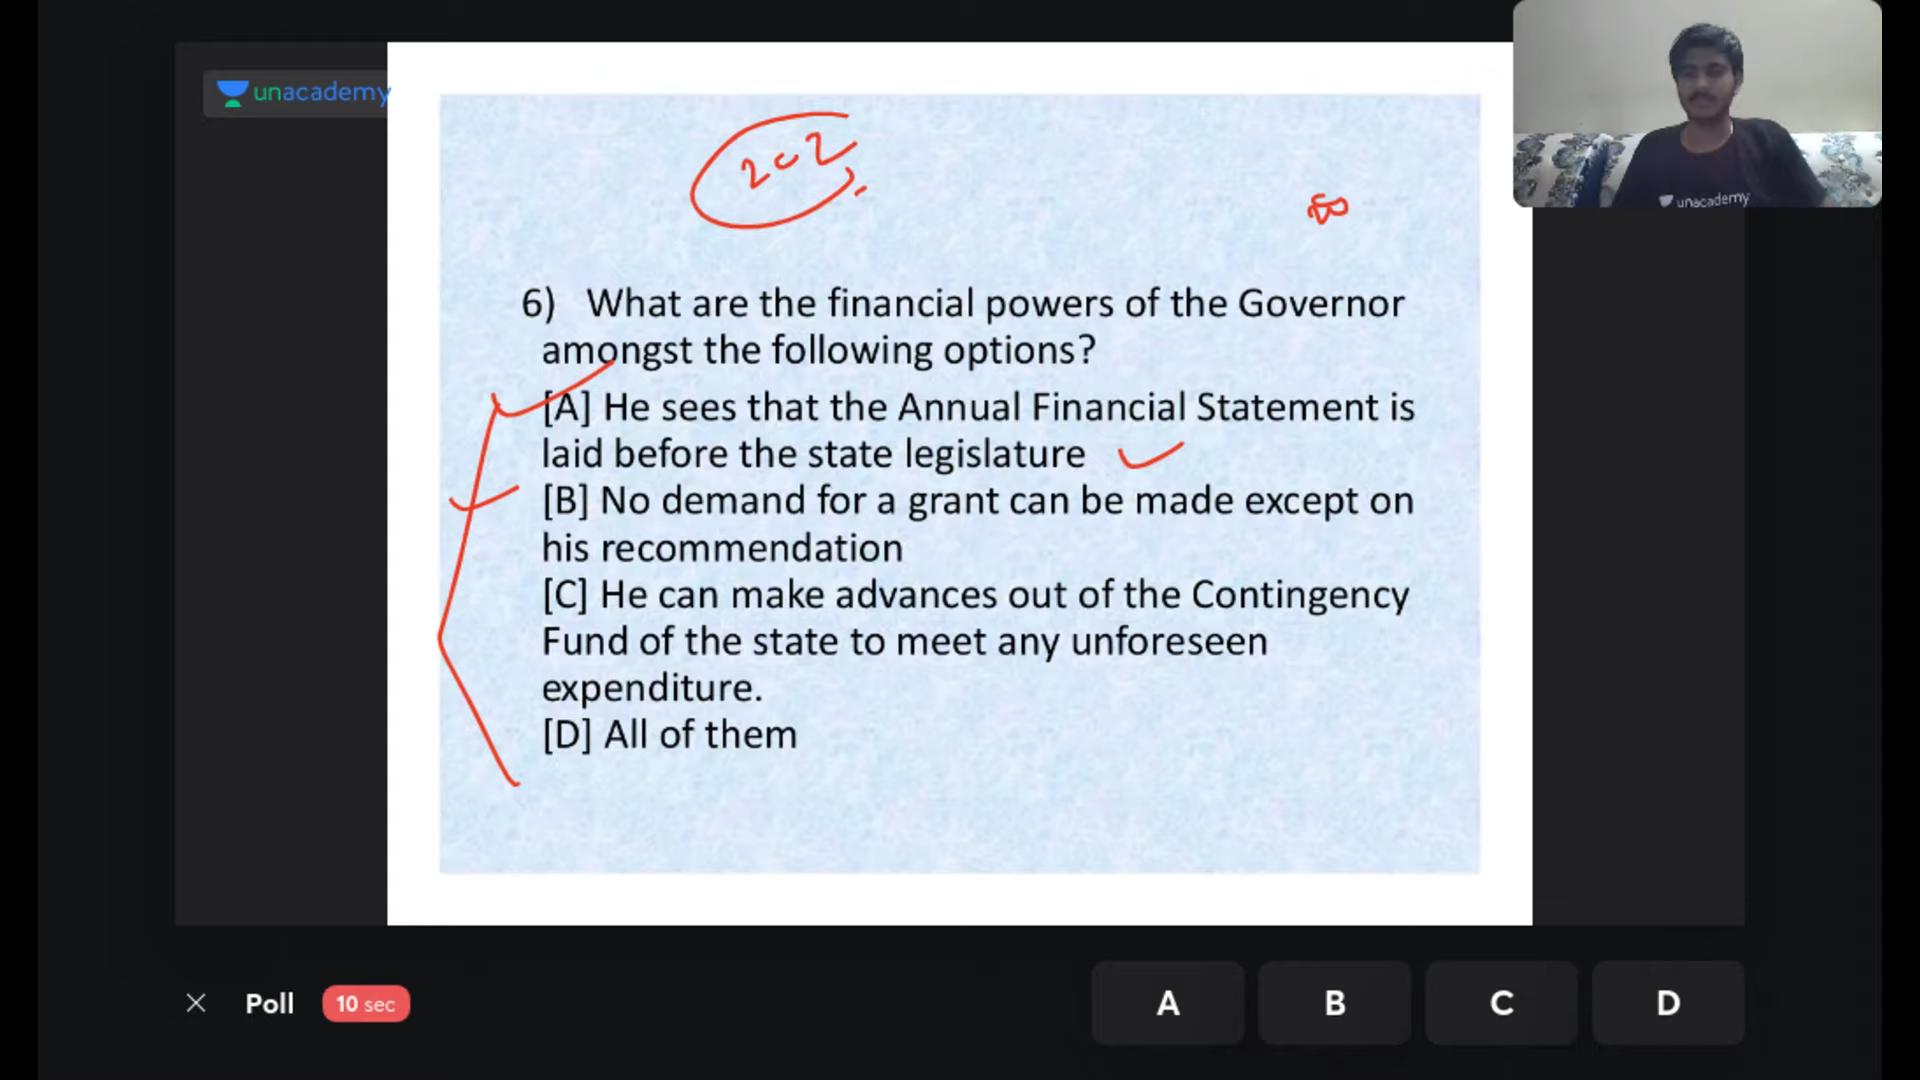 unacademy
202
unacademy
6) What are the financial powers of the Governor
amongst the following options?
[A] He sees that the Annual Financial Statement is
laid before the state legislature
[B] No demand for a grant can be made except on
his recommendation
[C] He can make advances out of the Contingency
Fund of the state to meet any unforeseen
expenditure.
[D] All of them
Poll 10 sec A B C D